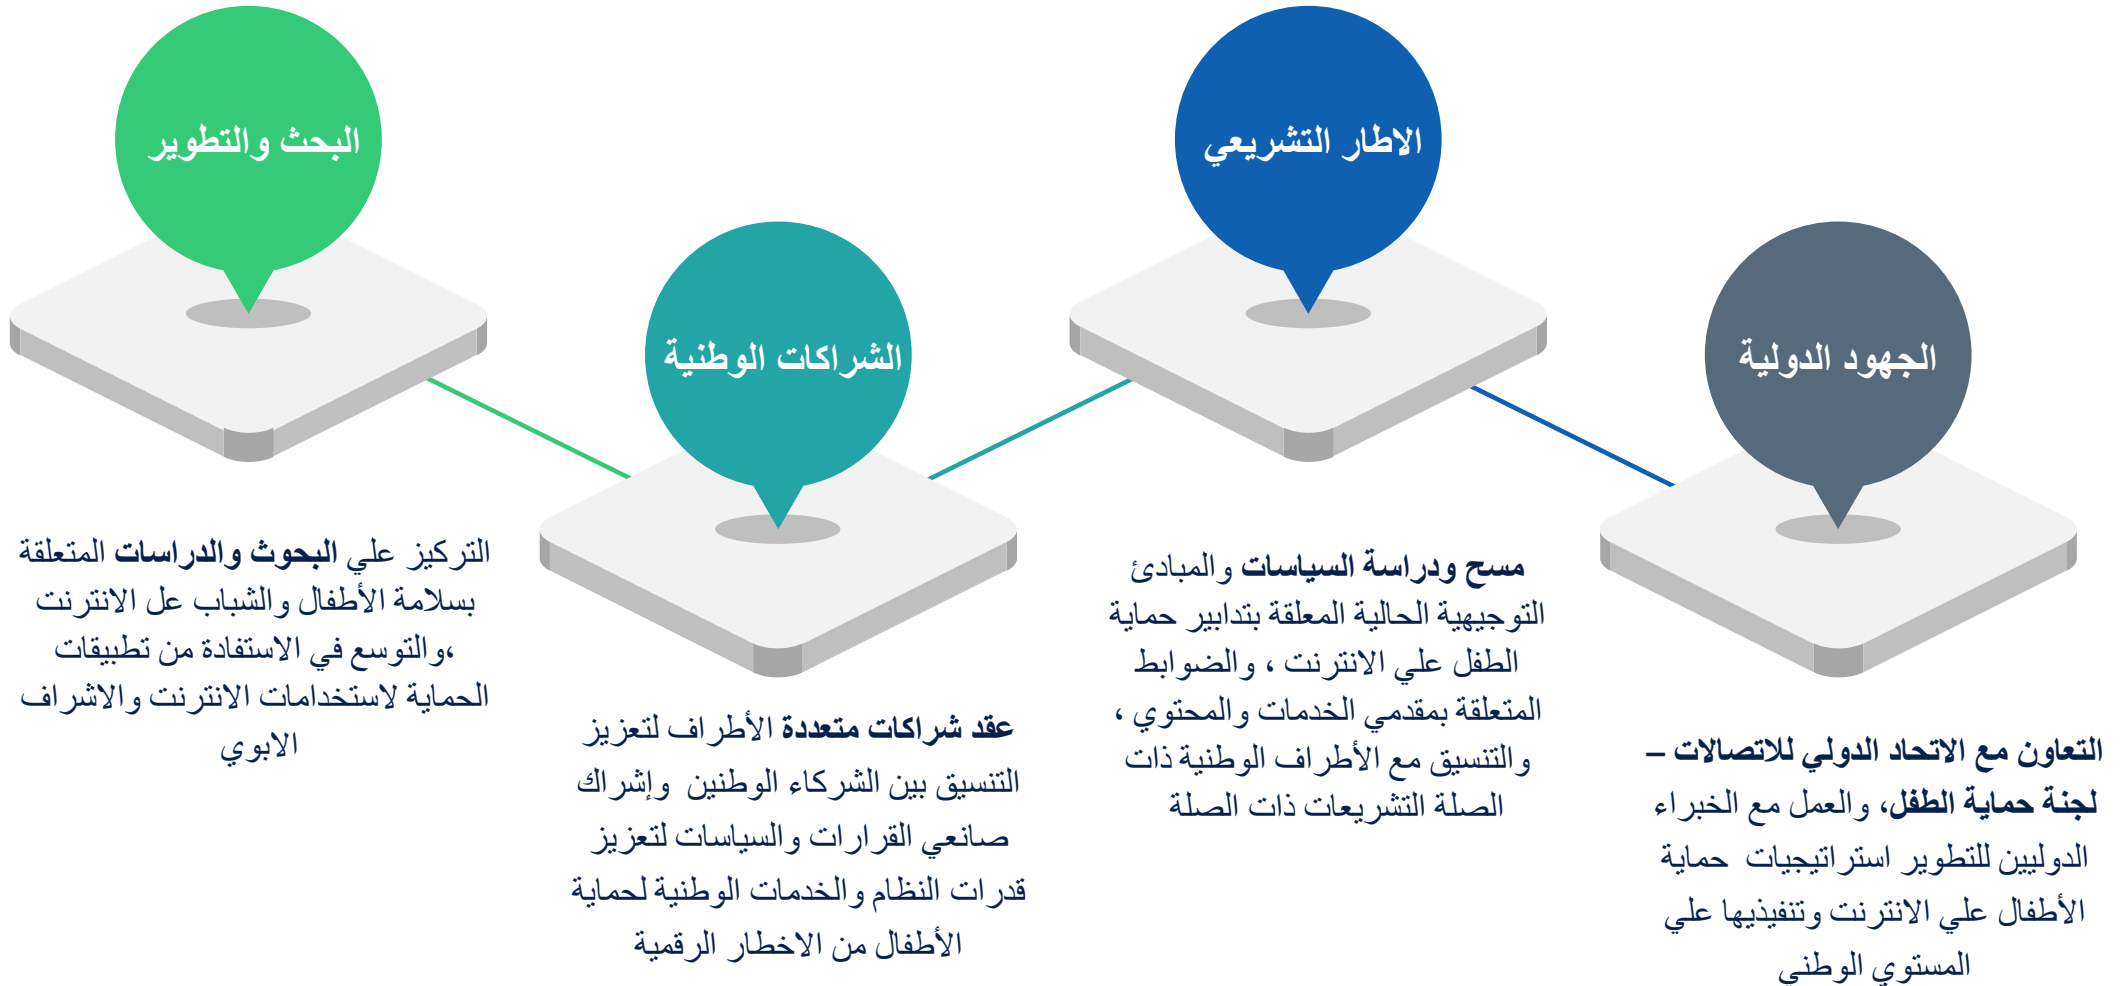 الجهود الدولية
التعاون مع الاتحاد الدولي للاتصالات –
لجنة حماية الطفل، والعمل مع الخبراء
الدوليين للتطوير استراتيجيات حماية
الأطفال علي الانترنت وتنفيذيها علي
المستوي الوطني
الاطار التشريعي
مسح ودراسة السياسات والمبادئ
التوجيهية الحالية المعلقة بتدابير حماية
الطفل علي الانترنت ، والضوابط
المتعلقة بمقدمي الخدمات والمحتوي ،
والتنسيق مع الأطراف الوطنية ذات
الصلة التشريعات ذات الصلة
الشراكات الوطنية
عقد شراكات متعددة الأطراف لتعزيز
التنسيق بين الشركاء الوطنين وإشراك
صانعي القرارات والسياسات لتعزيز
قدرات النظام والخدمات الوطنية لحماية
الأطفال من الاخطار الرقمية
البحث والتطوير
التركيز علي البحوث والدراسات المتعلقة
بسلامة الأطفال والشباب عل الانترنت
،والتوسع في الاستفادة من تطبيقات
الحماية لاستخدامات الانترنت والاشراف
الابوي